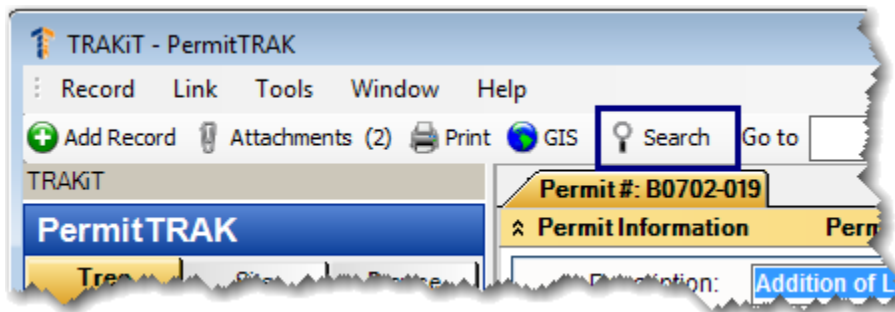 TRAKiT - PermitTRAK
Record Link Tools Window Help
Add Record Attachments (2) Print GIS Search Go to
TRAKiT
Permit #: B0702-019
PermitTRAK
Permit Information
Tree
Addition of L